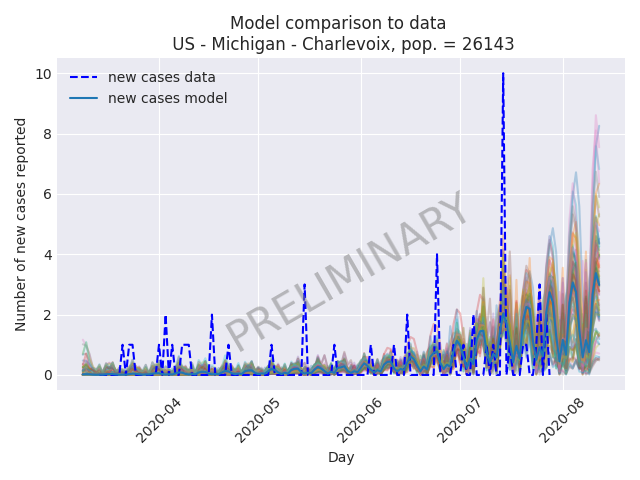 Model comparison to data
US - Michigan - Charlevoix, pop. = 26143
new cases data
new cases model
PRELIMINARY
Number of new cases reported
10
8
6
4
2
0
2020-04
2020-05
2020-06
2020-07
2020-08
Day